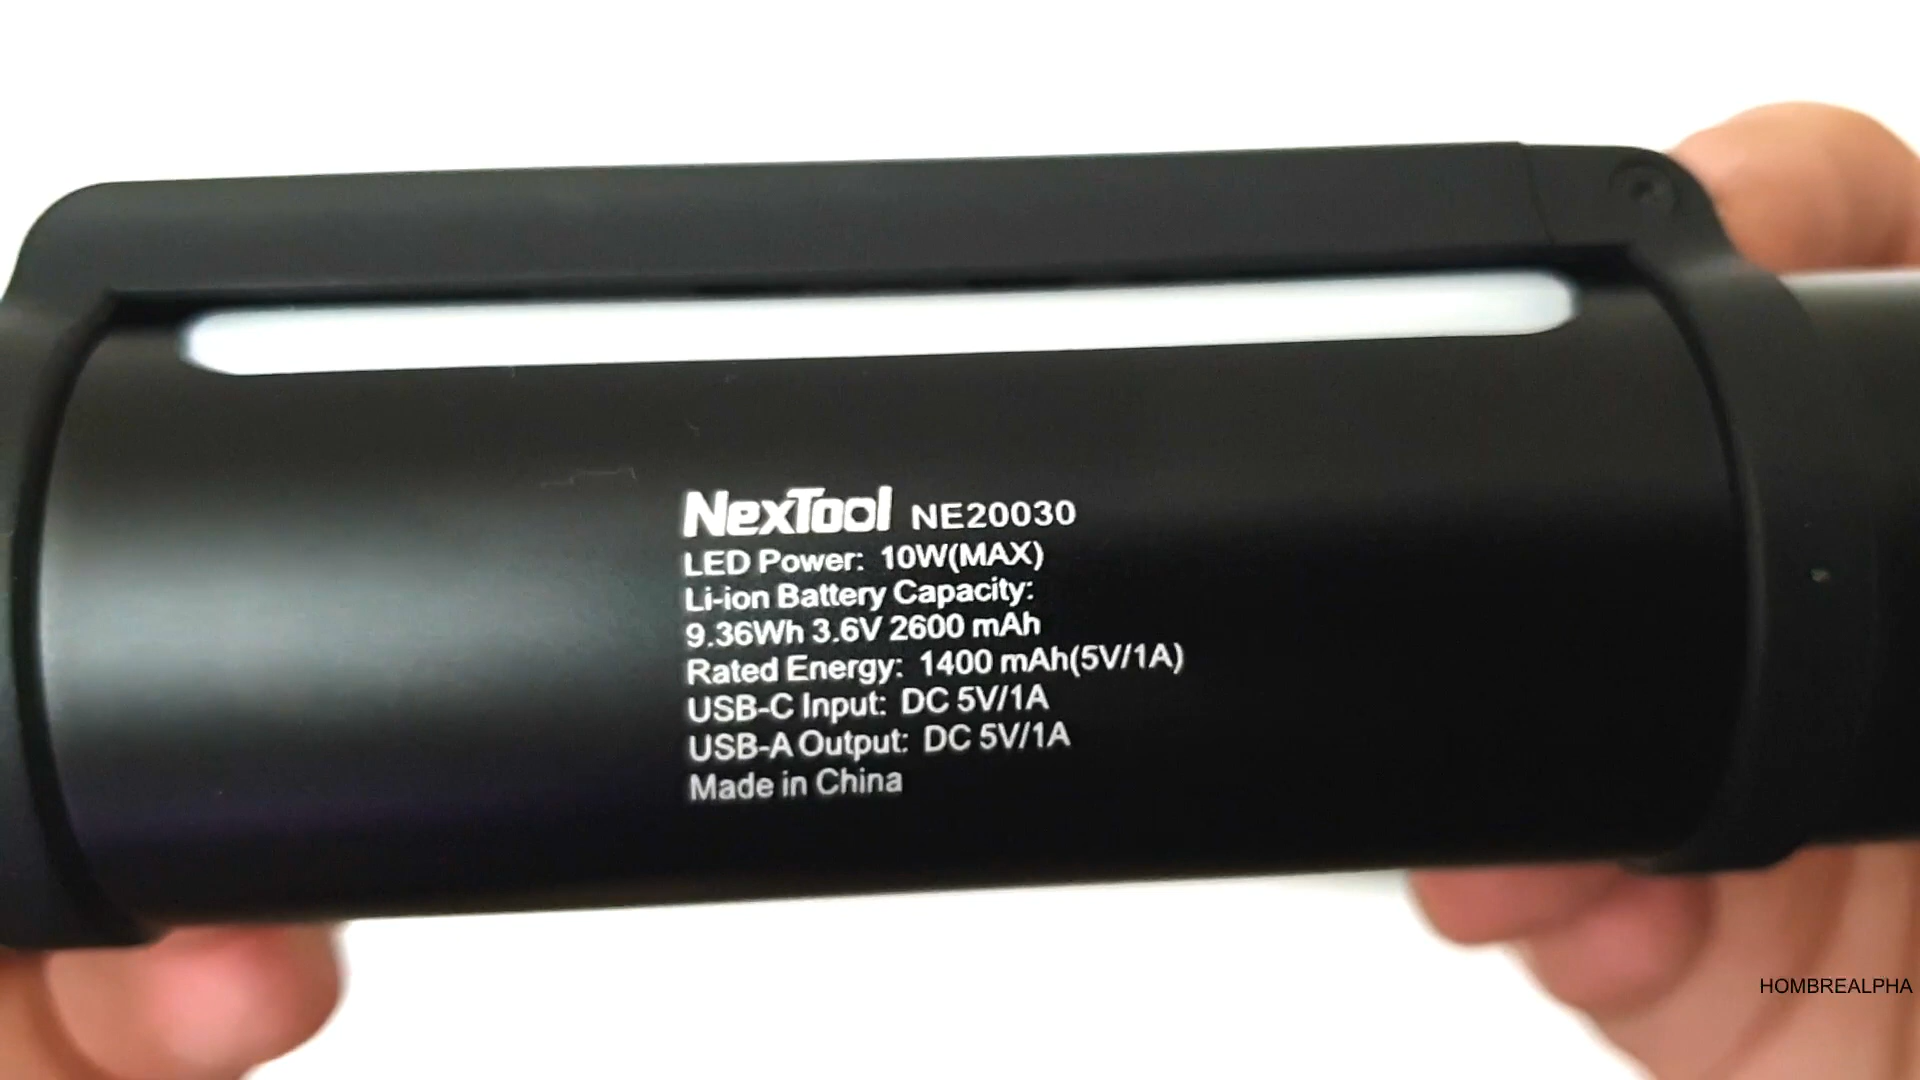 NexTool NE20030
LED Power: 10W(MAX)
Li-ion Battery Capacity:
9.36Wh 3.6V 2600 mAh
Rated Energy: 1400 mAh(5V/1A)
USB-C Input: DC 5V/1A
USB-A Output: DC 5V/1A
Made in China
HOMBREALPHA